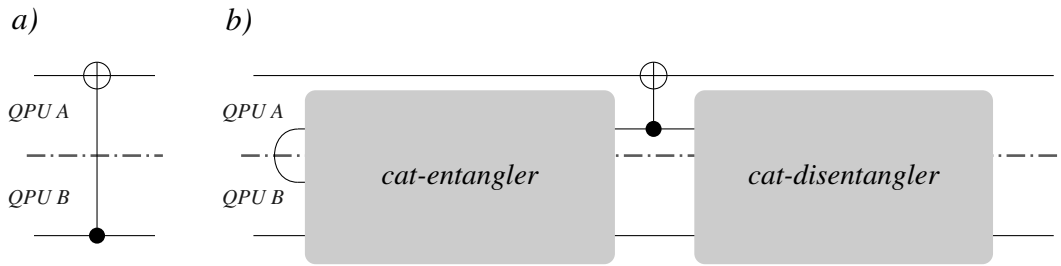 a)
QPU A
QPU B
b)
QPU A
QPU B
cat-entangler
cat-disentangler